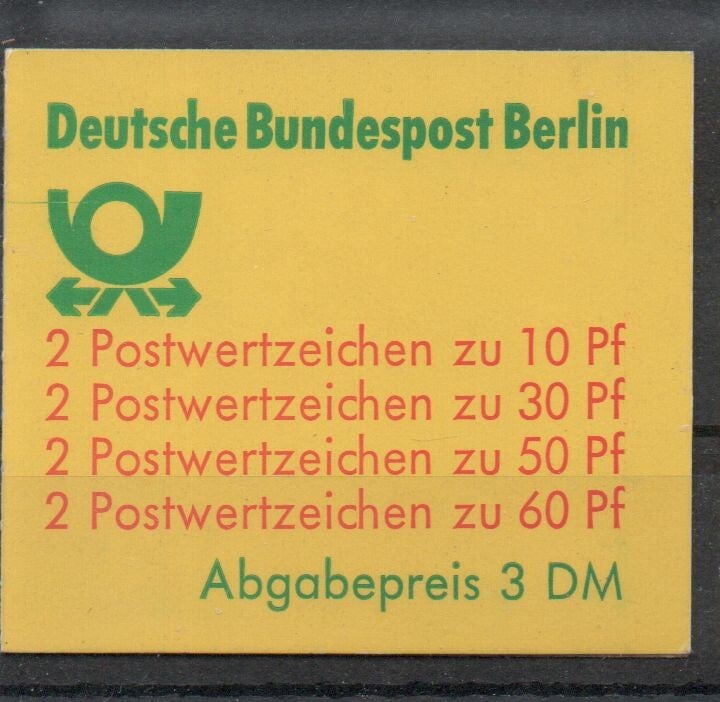 Deutsche Bundespost Berlin
2 Postwertzeichen zu 10 Pf
2 Postwertzeichen zu 30 Pf
2 Postwertzeichen zu 50 Pf
2 Postwertzeichen zu 60 Pf
Abgabepreis 3 DM